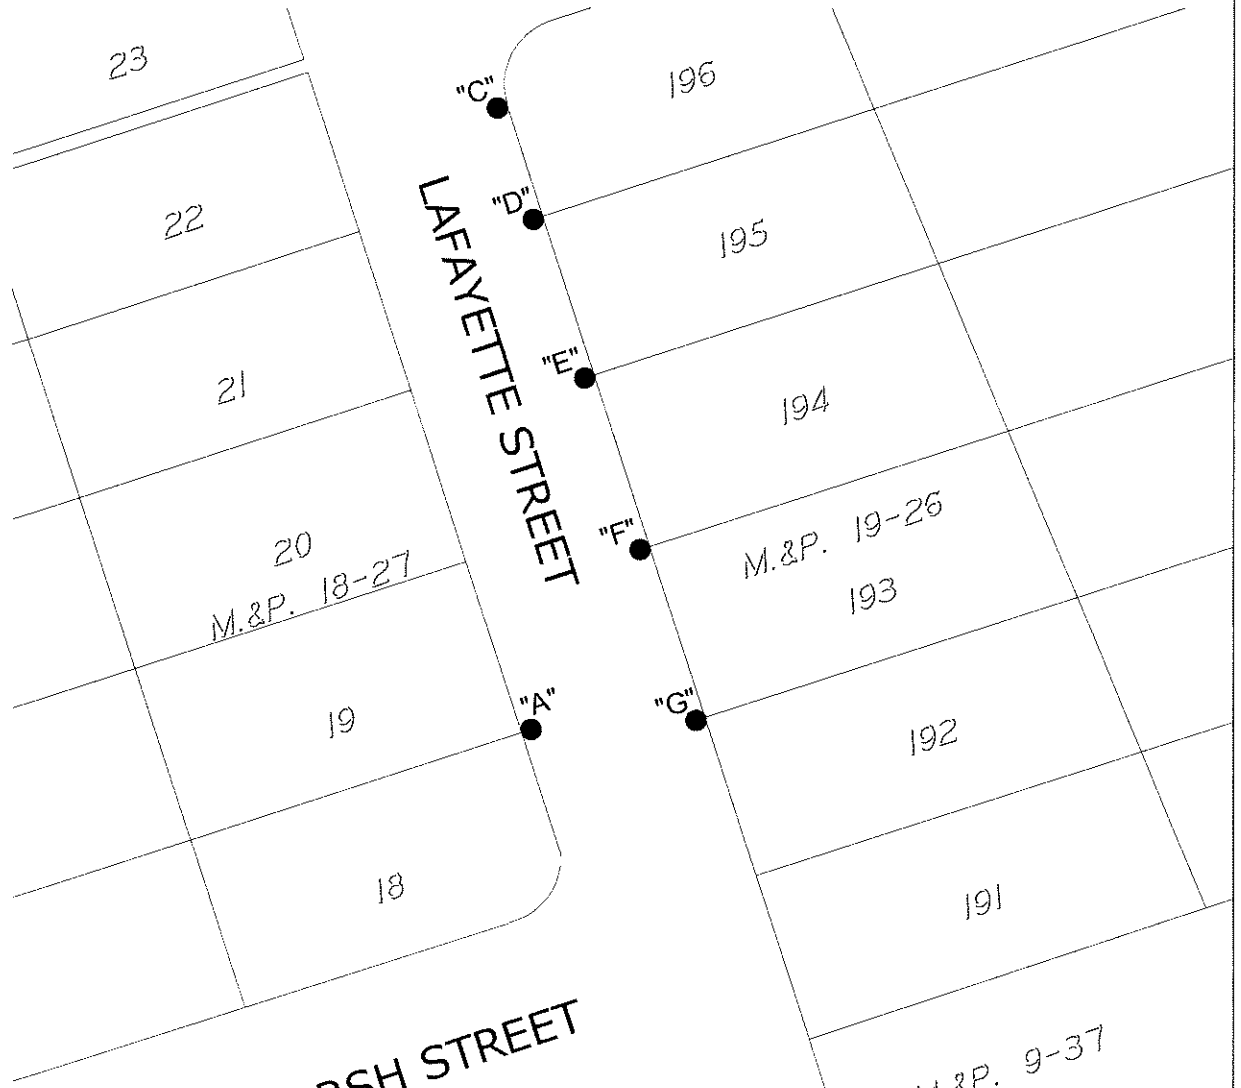 23
196
"C"
22
"D"
195
LAFAYETTE STREET
21
"E"
194
M.&P. 19-26
20
M.&P. 18-27
"F"
193
19
"A"
"G"
192
18
191
STREET
M.&P. 9-37